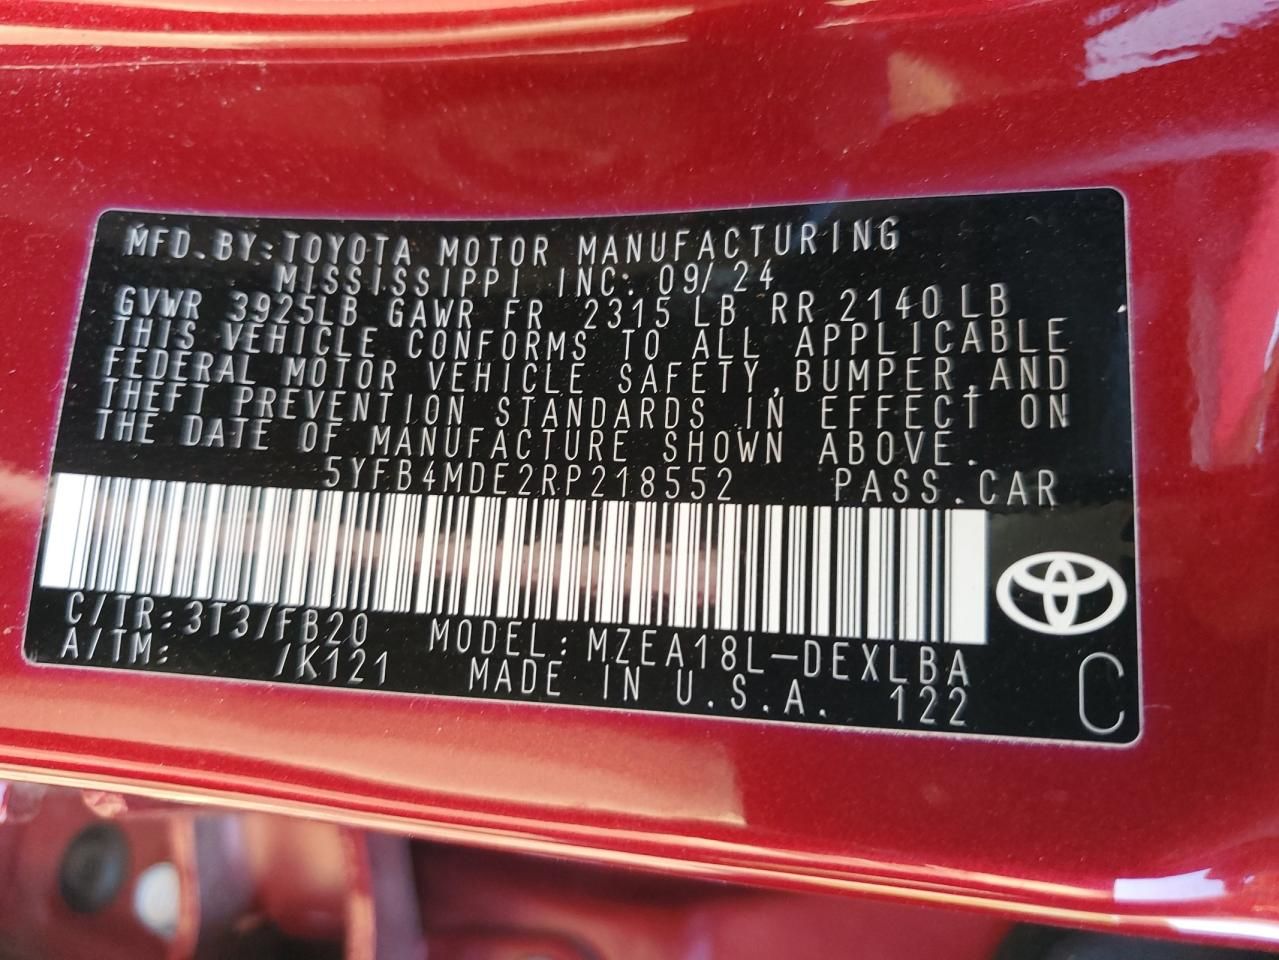 MFD.BY:TOYOTA MOTOR MANUFACTURING
MISSISSIPPI INC. 09/24
GVWR 3925LB GAWR FR 2315 LB RR 2140 LB
THIS VEHICLE CONFORMS TO ALL APPLICABLE
FEDERAL MOTOR VEHICLE SAFETY,BUMPER,AND
THEFT PREVENTION STANDARDS IN EFFECT ON
THE DATE OF MANUFACTURE SHOWN ABOVE.
5YFB4MDE2RP218552 PASS.CAR
C/TR:3T3/FB20 MODEL:MZEA18L-DEXLBA
A/TM: /K121 MADE IN U.S.A. 122 C